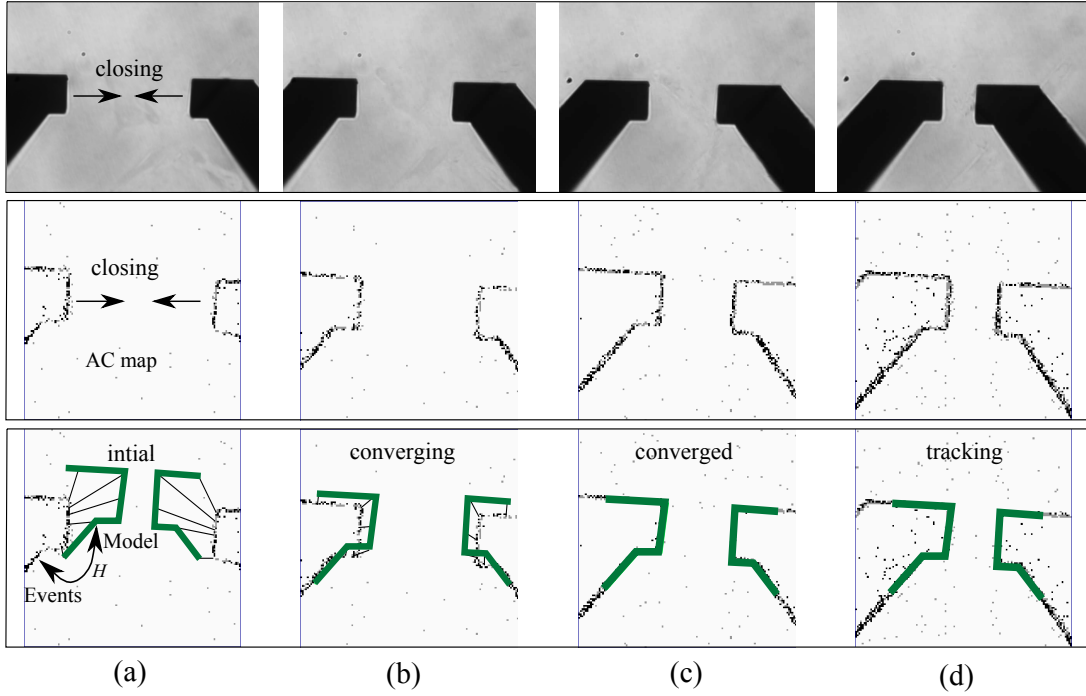 closing
closing
AC map
intial
converging
converged
tracking
Model
H
Events
(a)
(b)
(c)
(d)